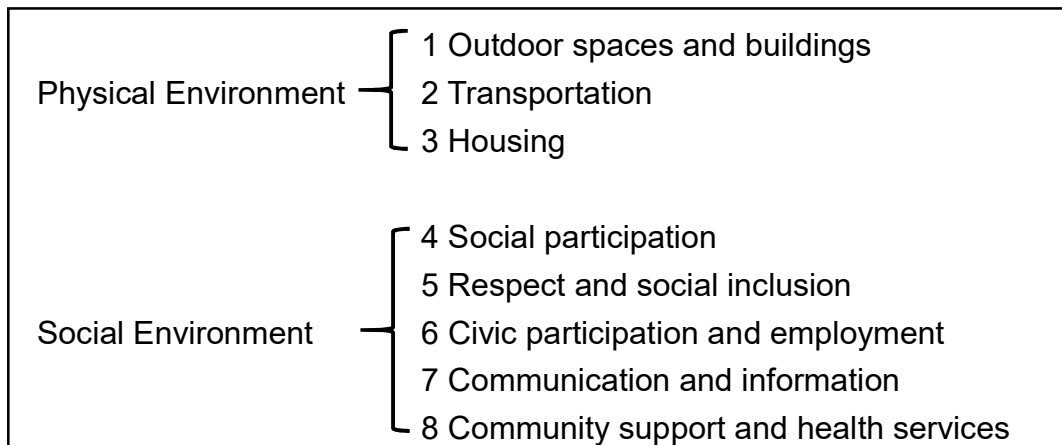 Physical Environment
1 Outdoor spaces and buildings
2 Transportation
3 Housing
Social Environment
4 Social participation
5 Respect and social inclusion
6 Civic participation and employment
7 Communication and information
8 Community support and health services